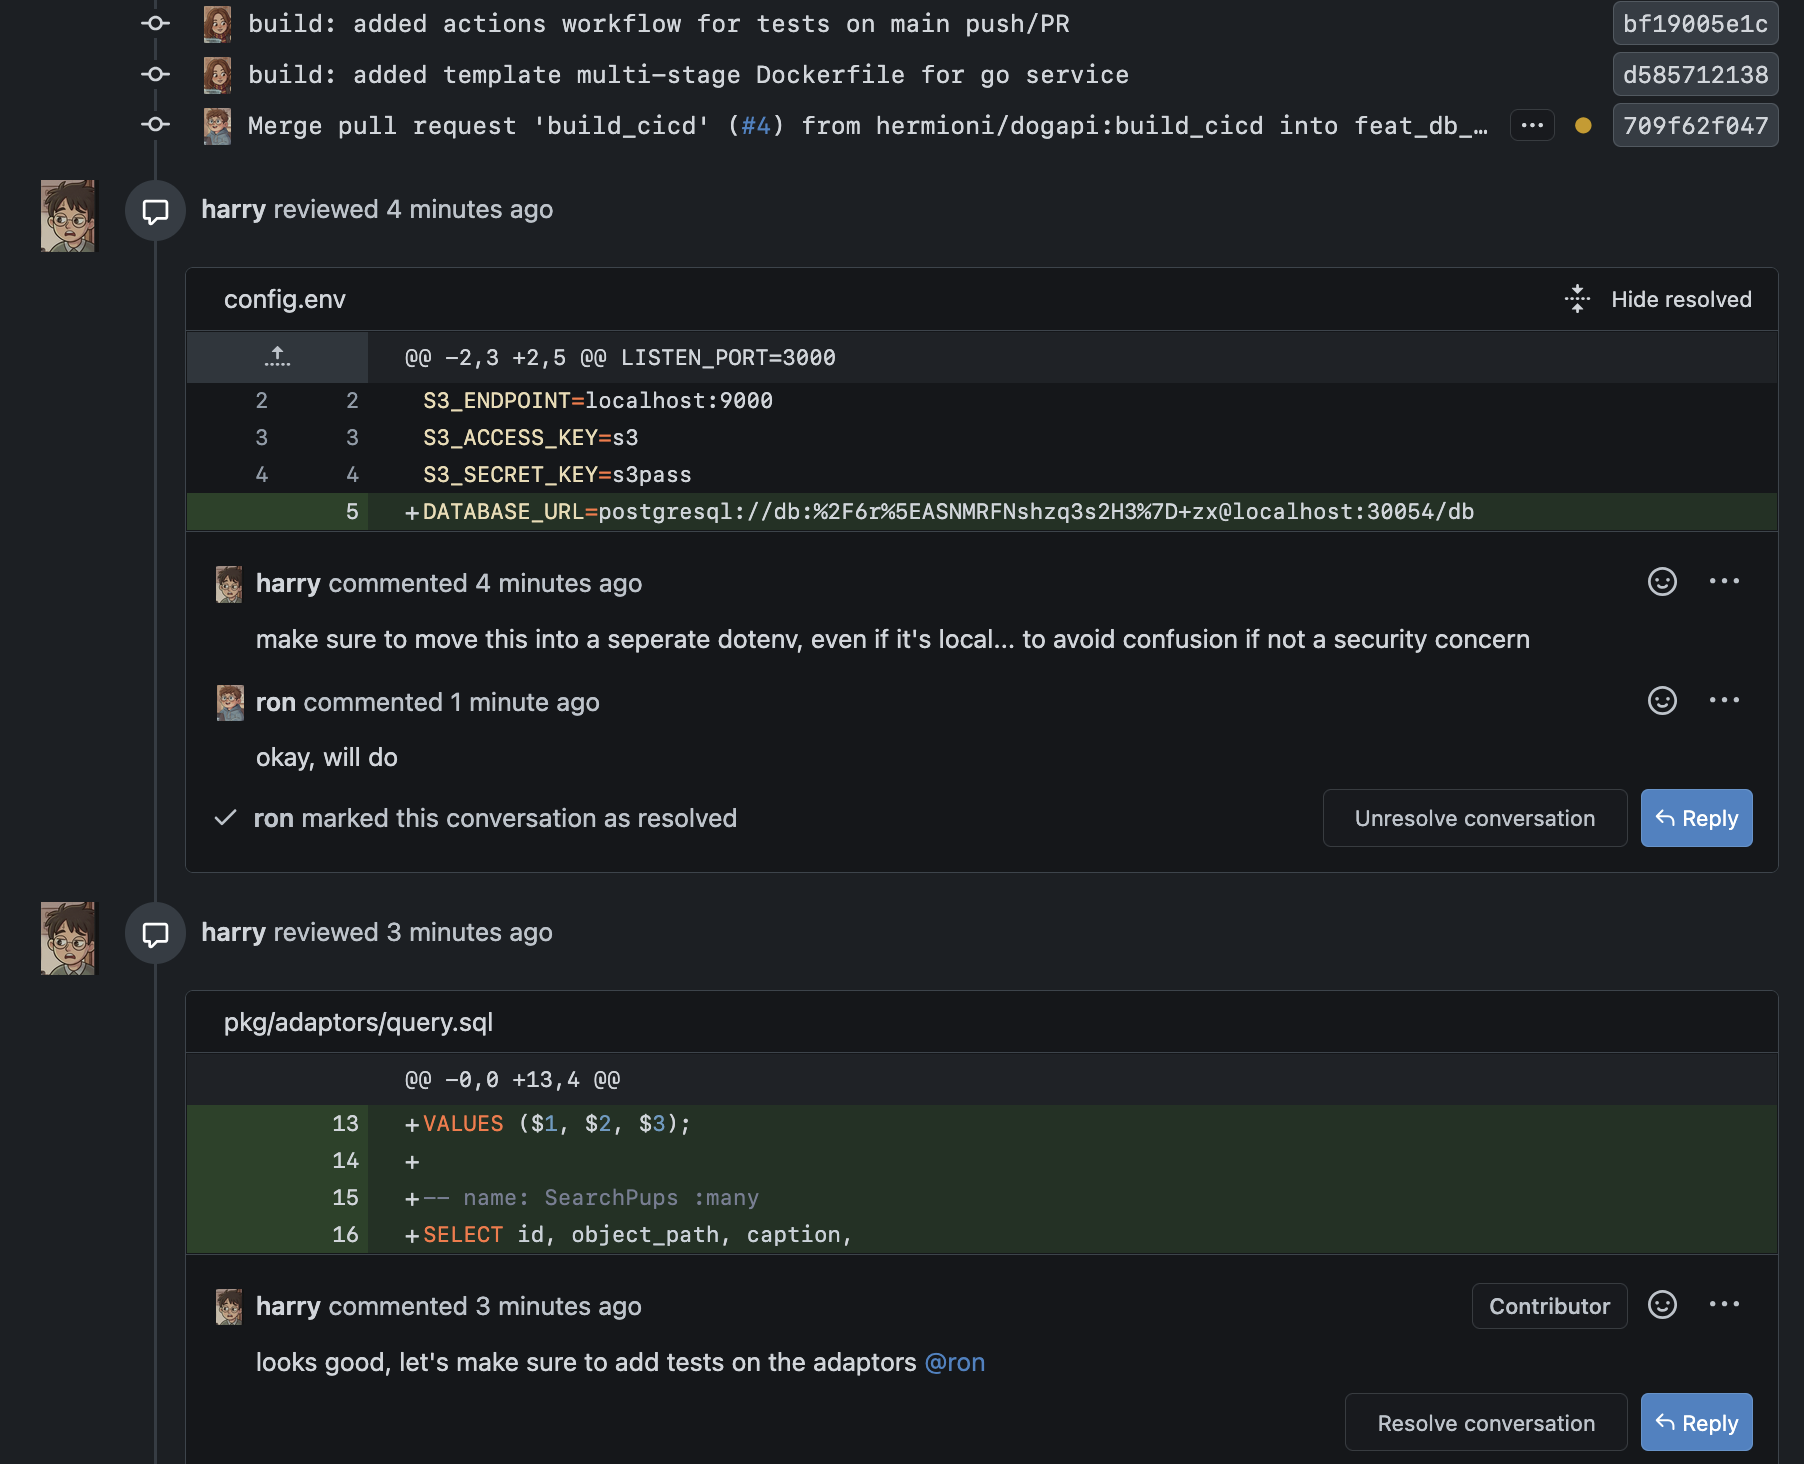 build: added actions workflow for tests on main push/PR bf19005e1c
build: added template multi-stage Dockerfile for go service d585712138
Merge pull request 'build_cicd' (#4) from hermioni/dogapi:build_cicd into feat_db_… ... 709f62f047
harry reviewed 4 minutes ago
config.env Hide resolved
@@ -2,3 +2,5 @@ LISTEN_PORT=3000
2 2 S3_ENDPOINT=localhost:9000
3 3 S3_ACCESS_KEY=s3
4 4 S3_SECRET_KEY=s3pass
5 +DATABASE_URL=postgresql://db:%2F6r%5EASNMRFNshzq3s2H3%7D+zx@localhost:30054/db
harry commented 4 minutes ago
make sure to move this into a seperate dotenv, even if it's local... to avoid confusion if not a security concern
ron commented 1 minute ago
okay, will do
ron marked this conversation as resolved Unresolve conversation Reply
harry reviewed 3 minutes ago
pkg/adaptors/query.sql
@@ -0,0 +13,4 @@
13 +VALUES ($1, $2, $3);
14 +
15 +-- name: SearchPups :many
16 +SELECT id, object_path, caption,
harry commented 3 minutes ago Contributor
looks good, let's make sure to add tests on the adaptors @ron
Resolve conversation Reply